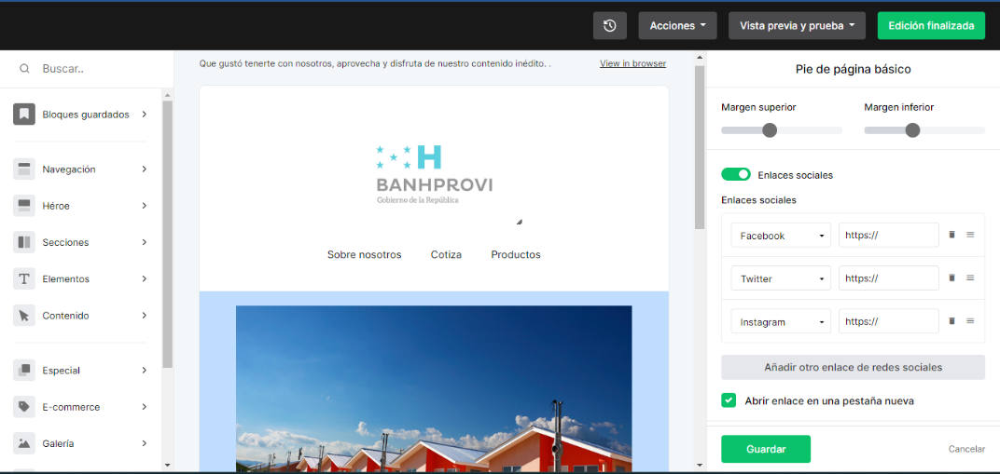 Acciones
Vista previa y prueba
Edición finalizada
Buscar..
Bloques guardados
Navegación
Héroe
Secciones
Elementos
Contenido
Especial
E-commerce
Galería
Que gustó tenerte con nosotros, aprovecha y disfruta de nuestro contenido inédito. .
View in browser
H
BANHPROVI
Gobierno de la República
Sobre nosotros
Cotiza
Productos
Pie de página básico
Margen superior
Margen inferior
Enlaces sociales
Enlaces sociales
Facebook
https://
Twitter
https://
Instagram
https://
Añadir otro enlace de redes sociales
Abrir enlace en una pestaña nueva
Guardar
Cancelar